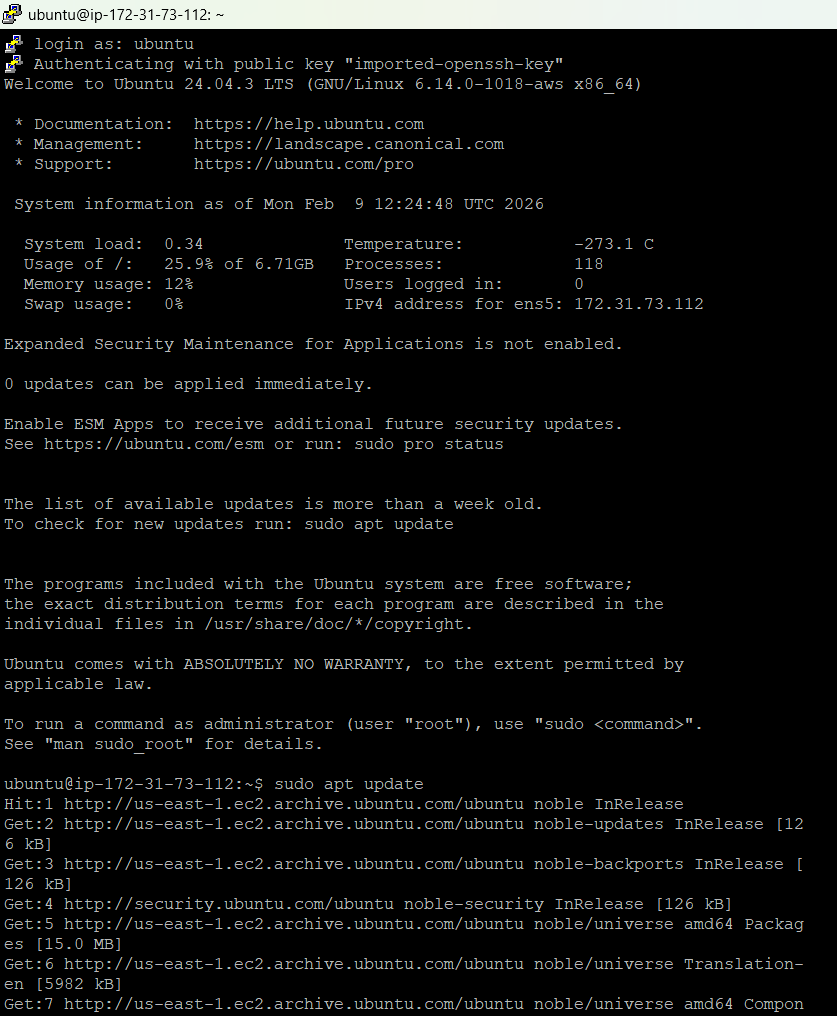 ubuntu@ip-172-31-73-112: ~
login as: ubuntu
Authenticating with public key "imported-openssh-key"
Welcome to Ubuntu 24.04.3 LTS (GNU/Linux 6.14.0-1018-aws x86_64)
* Documentation:  https://help.ubuntu.com
* Management:     https://landscape.canonical.com
* Support:        https://ubuntu.com/pro
System information as of Mon Feb  9 12:24:48 UTC 2026
System load:  0.34              Temperature:           -273.1 C
Usage of /:   25.9% of 6.71GB   Processes:             118
Memory usage: 12%               Users logged in:       0
Swap usage:   0%                IPv4 address for ens5: 172.31.73.112
Expanded Security Maintenance for Applications is not enabled.
0 updates can be applied immediately.
Enable ESM Apps to receive additional future security updates.
See https://ubuntu.com/esm or run: sudo pro status
The list of available updates is more than a week old.
To check for new updates run: sudo apt update
The programs included with the Ubuntu system are free software;
the exact distribution terms for each program are described in the
individual files in /usr/share/doc/*/copyright.
Ubuntu comes with ABSOLUTELY NO WARRANTY, to the extent permitted by
applicable law.
To run a command as administrator (user "root"), use "sudo <command>".
See "man sudo_root" for details.
ubuntu@ip-172-31-73-112:~$ sudo apt update
Hit:1 http://us-east-1.ec2.archive.ubuntu.com/ubuntu noble InRelease
Get:2 http://us-east-1.ec2.archive.ubuntu.com/ubuntu noble-updates InRelease [12
6 kB]
Get:3 http://us-east-1.ec2.archive.ubuntu.com/ubuntu noble-backports InRelease [
126 kB]
Get:4 http://security.ubuntu.com/ubuntu noble-security InRelease [126 kB]
Get:5 http://us-east-1.ec2.archive.ubuntu.com/ubuntu noble/universe amd64 Packag
es [15.0 MB]
Get:6 http://us-east-1.ec2.archive.ubuntu.com/ubuntu noble/universe Translation-
en [5982 kB]
Get:7 http://us-east-1.ec2.archive.ubuntu.com/ubuntu noble/universe amd64 Compon